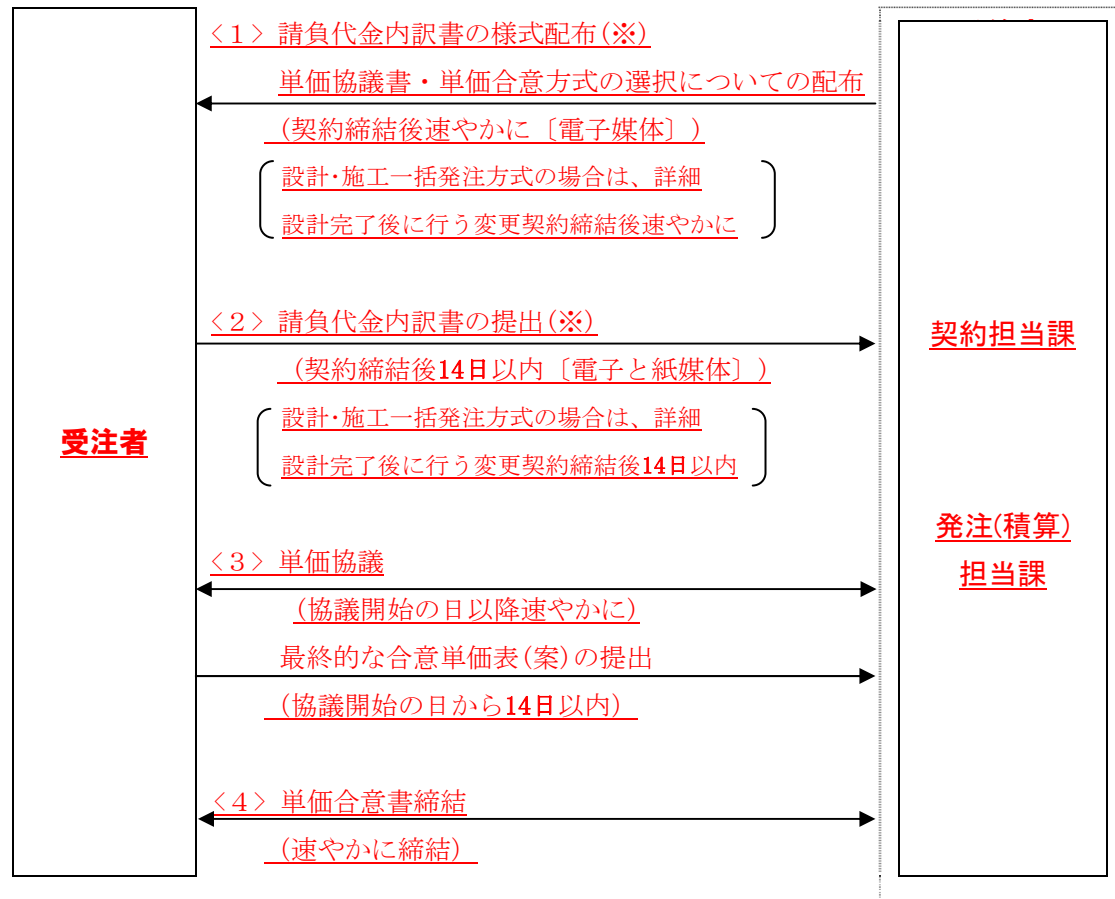 <1> 請負代金内訳書の様式配布(※)
単価協議書・単価合意方式の選択についての配布
(契約締結後速やかに〔電子媒体〕)
設計･施工一括発注方式の場合は、詳細
設計完了後に行う変更契約締結後速やかに
<2> 請負代金内訳書の提出(※)
(契約締結後14日以内〔電子と紙媒体〕)
設計･施工一括発注方式の場合は、詳細
設計完了後に行う変更契約締結後14日以内
受注者
契約担当課
発注(積算)
担当課
<3> 単価協議
(協議開始の日以降速やかに)
最終的な合意単価表(案)の提出
(協議開始の日から14日以内)
<4> 単価合意書締結
(速やかに締結)